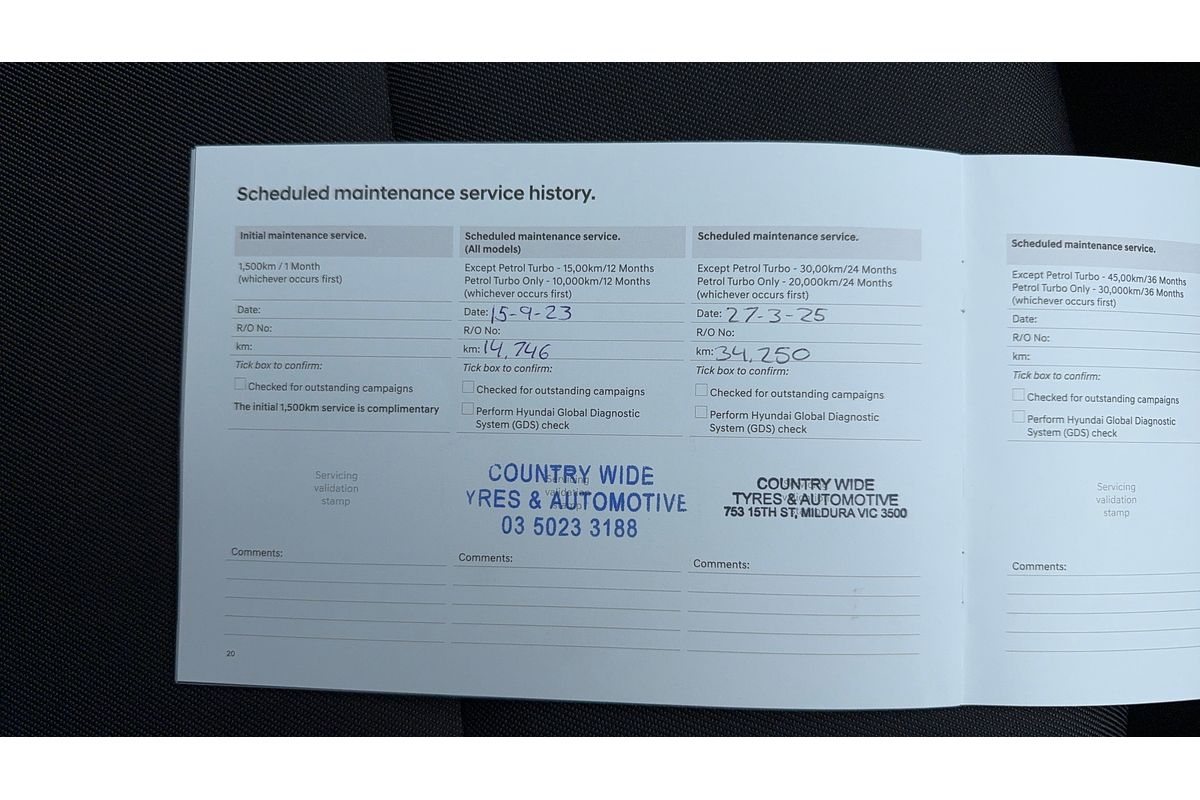 Scheduled maintenance service history.
Initial maintenance service.
1,500km / 1 Month
(whichever occurs first)
Date:
R/O No:
km:
Tick box to confirm:
Checked for outstanding campaigns
The initial 1,500km service is complimentary
Servicing
validation
stamp
Comments:
Scheduled maintenance service.
(All models)
Except Petrol Turbo - 15,00km/12 Months
Petrol Turbo Only - 10,000km/12 Months
(whichever occurs first)
Date: 15-9-23
R/O No:
km: 14,746
Tick box to confirm:
Checked for outstanding campaigns
Perform Hyundai Global Diagnostic
System (GDS) check
Servicing
validation
stamp
COUNTRY WIDE
YRES & AUTOMOTIVE
03 5023 3188
Comments:
Scheduled maintenance service.
Except Petrol Turbo - 30,00km/24 Months
Petrol Turbo Only - 20,000km/24 Months
(whichever occurs first)
Date: 27-3-25
R/O No:
km: 34,250
Tick box to confirm:
Checked for outstanding campaigns
Perform Hyundai Global Diagnostic
System (GDS) check
COUNTRY WIDE
TYRES & AUTOMOTIVE
753 15TH ST, MILDURA VIC 3500
Comments:
20
Scheduled maintenance service.
Except Petrol Turbo - 45,00km/36 Months
Petrol Turbo Only - 30,000km/36 Months
(whichever occurs first)
Date:
R/O No:
km:
Tick box to confirm:
Checked for outstanding campaigns
Perform Hyundai Global Diagnostic
System (GDS) check
Servicing
validation
stamp
Comments: